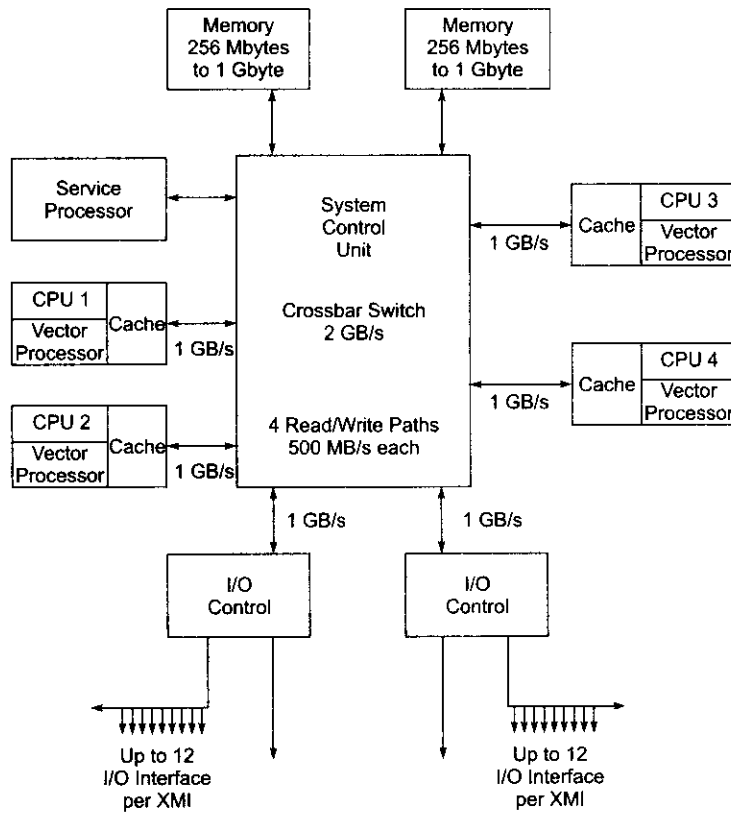 Memory
256 Mbytes
to 1 Gbyte
Memory
256 Mbytes
to 1 Gbyte
Service
Processor
System
Control
Unit
Crossbar Switch
2 GB/s
4 Read/Write Paths
500 MB/s each
CPU 1
Vector
Processor
Cache
1 GB/s
CPU 2
Vector
Processor
Cache
1 GB/s
1 GB/s
Cache
CPU 3
Vector
Processor
1 GB/s
Cache
CPU 4
Vector
Processor
1 GB/s
1 GB/s
I/O
Control
I/O
Control
Up to 12
I/O Interface
per XMI
Up to 12
I/O Interface
per XMI